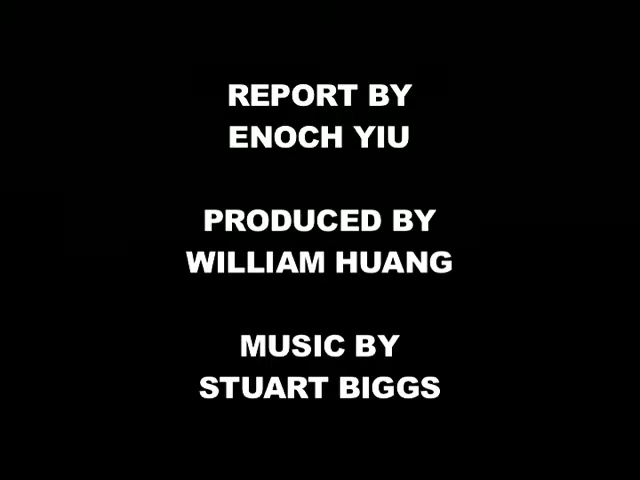 REPORT BY
ENOCH YIU
PRODUCED BY
WILLIAM HUANG
MUSIC BY
STUART BIGGS